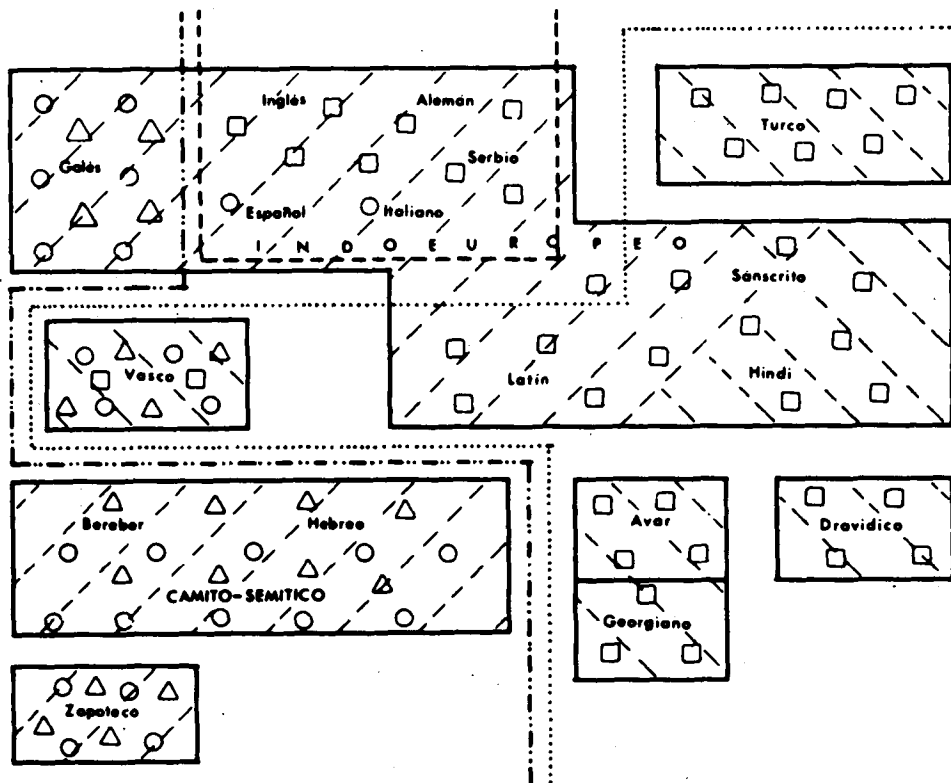 Inglés
Alemán
Turco
Galés
Serbio
Español
Italiano
INDOEUROPEO
Sánscrito
Vasco
Latín
Hindi
Bereber
Hebreo
Avar
Dravídico
CAMITO-SEMITICO
Georgiano
Zapoteco